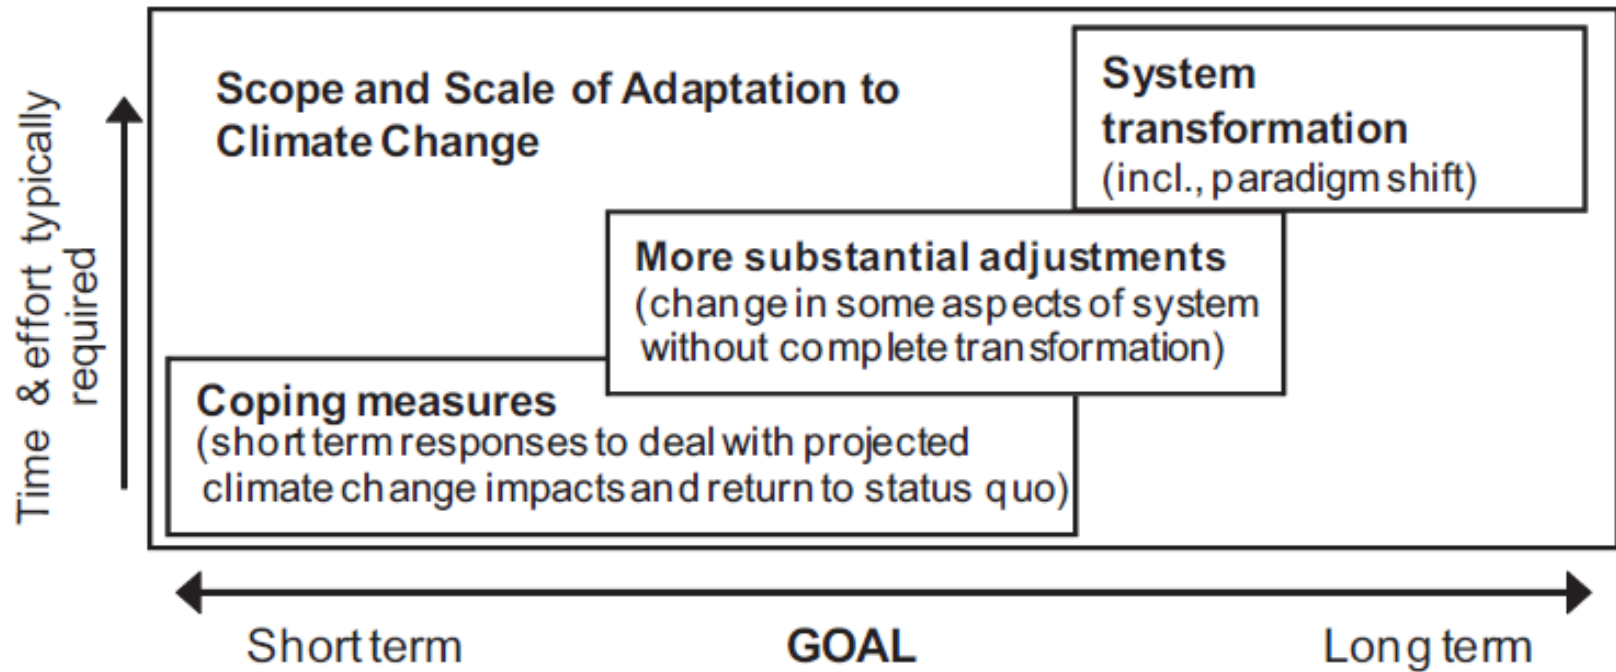 Scope and Scale of Adaptation to
Climate Change
System
transformation
(incl., paradigm shift)
More substantial adjustments
(change in some aspects of system
without complete transformation)
Coping measures
(short term responses to deal with projected
climate change impacts and return to status quo)
Time & effort typically
required
Short term
GOAL
Long term